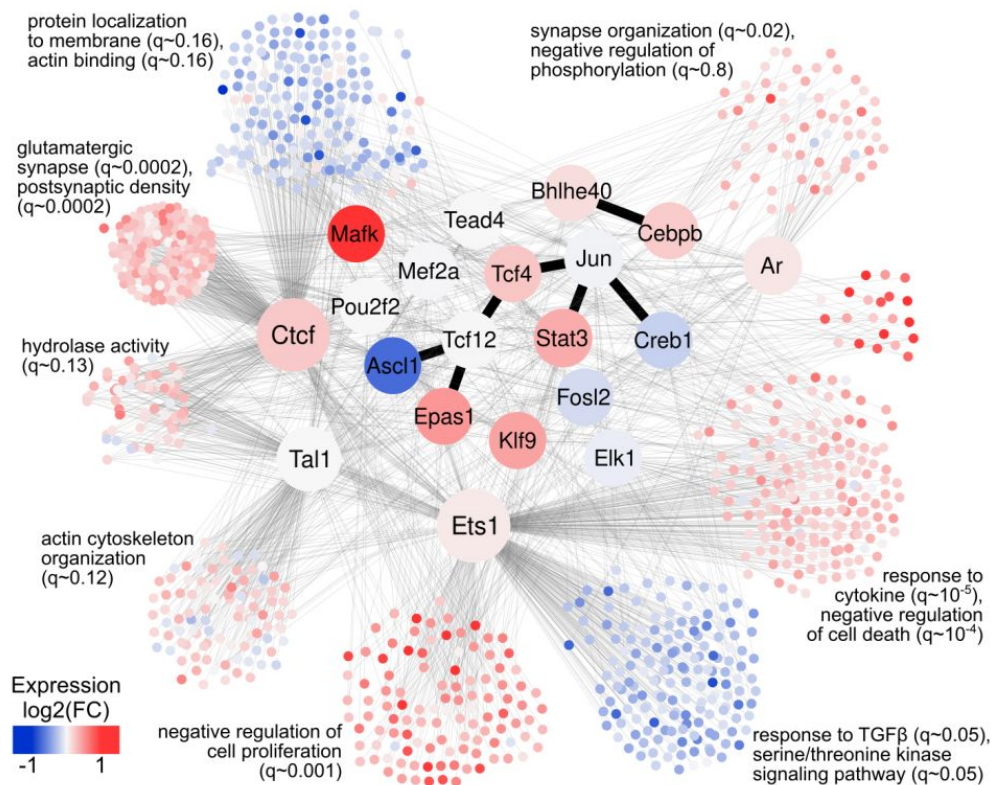 protein localization
to membrane (q~0.16),
actin binding (q~0.16)
synapse organization (q~0.02),
negative regulation of
phosphorylation (q~0.8)
glutamatergic
synapse (q~0.0002),
postsynaptic density
(q~0.0002)
Bhlhe40
Tead4
Cebpb
Mafk
Jun
Ar
Mef2a
Tcf4
Pou2f2
Ctcf
Tcf12
Stat3
Creb1
hydrolase activity
(q~0.13)
Ascl1
Fosl2
Epas1
Klf9
Elk1
Tal1
Ets1
actin cytoskeleton
organization
(q~0.12)
response to
cytokine (q~10⁻⁵),
negative regulation
of cell death (q~10⁻⁴)
Expression
log2(FC)
-1 1
negative regulation of
cell proliferation
(q~0.001)
response to TGFβ (q~0.05),
serine/threonine kinase
signaling pathway (q~0.05)